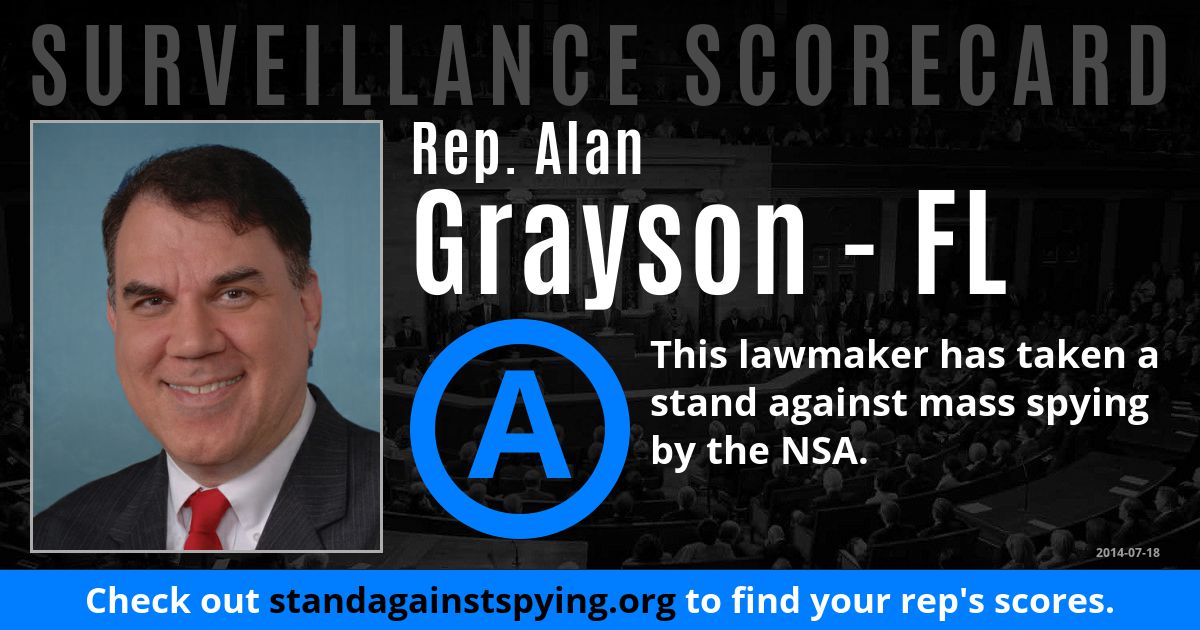 SURVEILLANCE SCORECARD
Rep. Alan
Grayson - FL
A
This lawmaker has taken a
stand against mass spying
by the NSA.
2014-07-18
Check out standagainstspying.org to find your rep's scores.